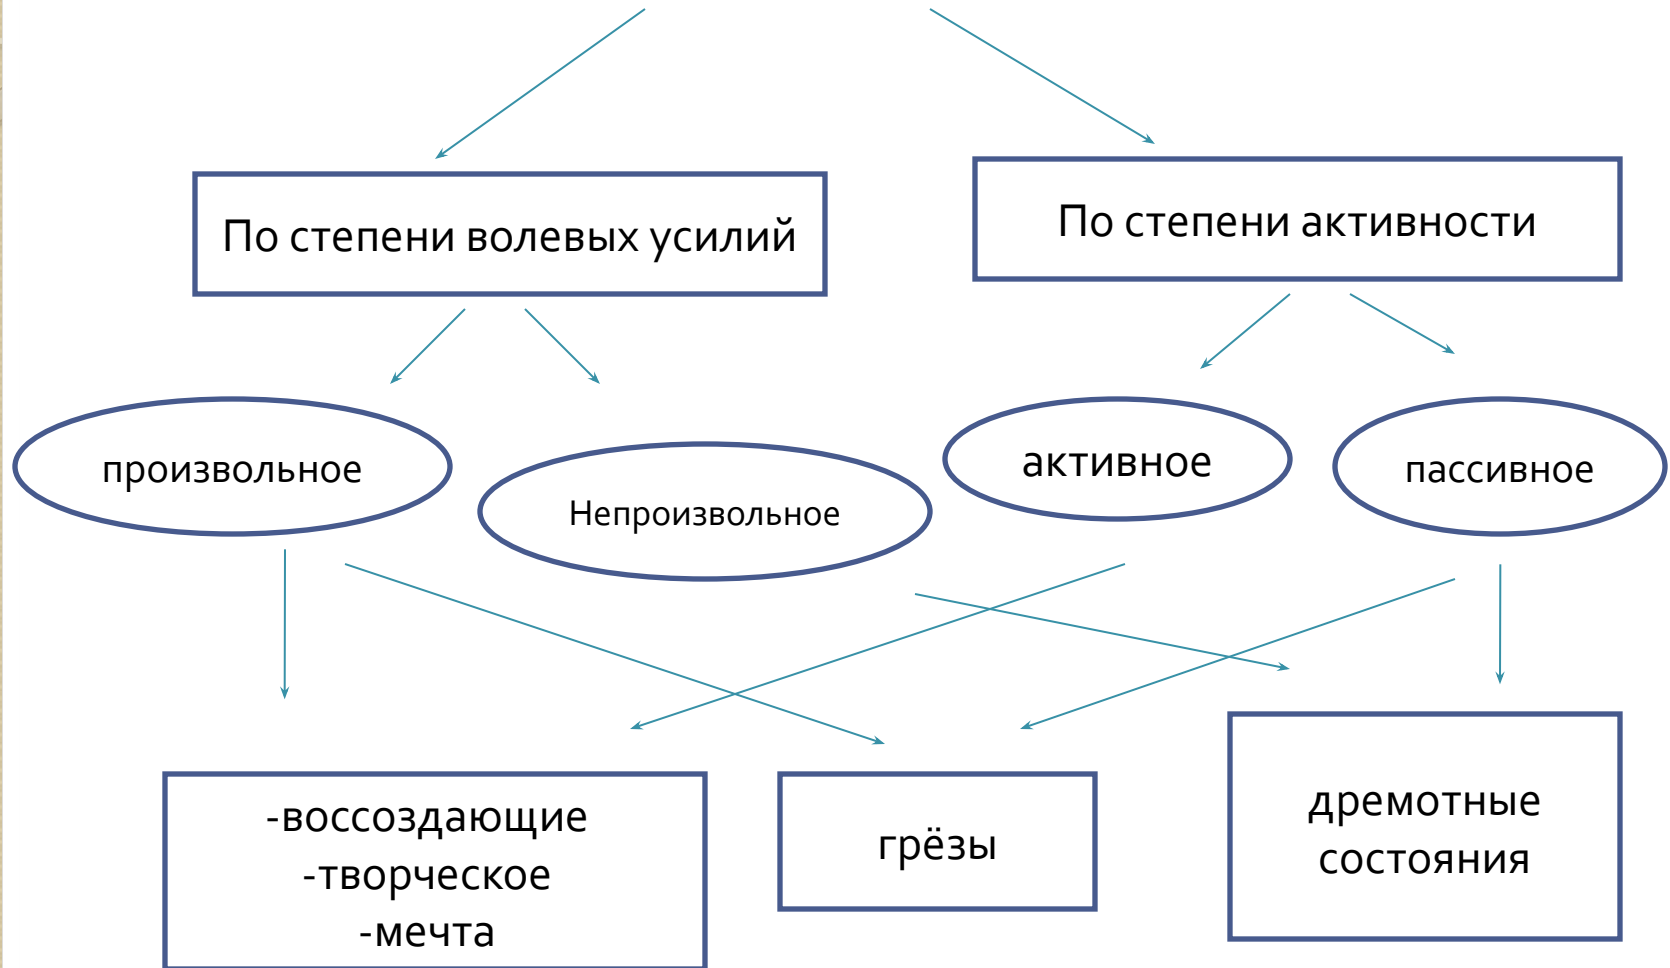 По степени волевых усилий
По степени активности
произвольное
Непроизвольное
активное
пассивное
-воссоздающие
-творческое
-мечта
грёзы
дремотные
состояния